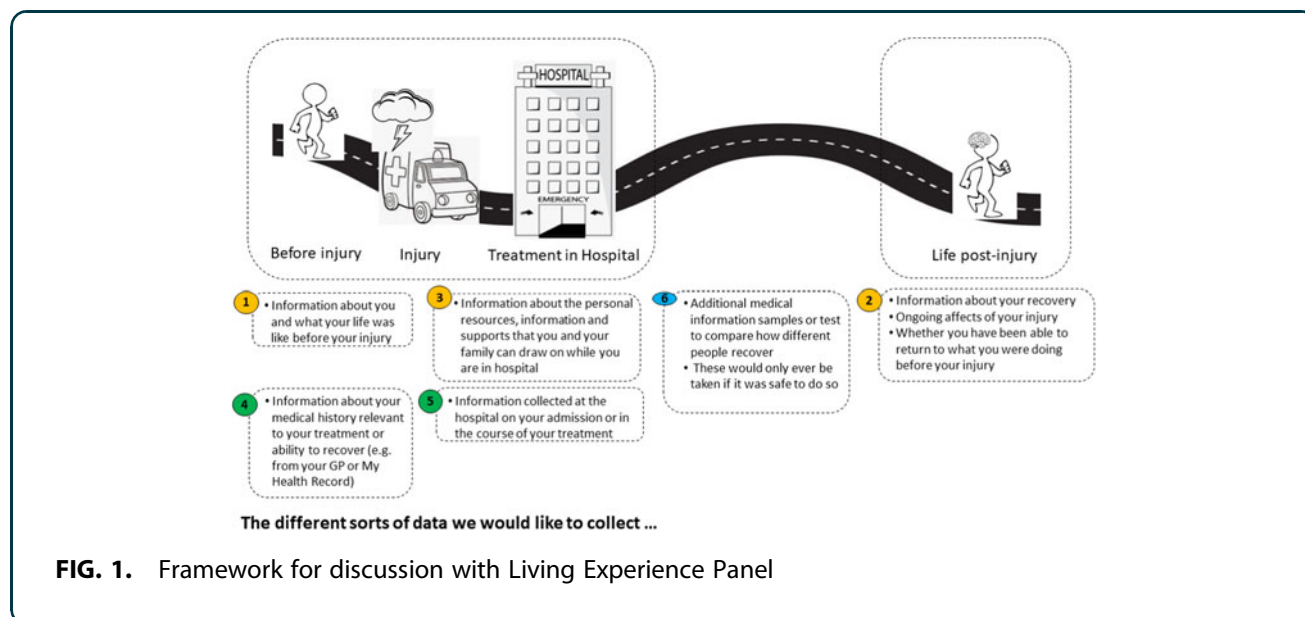 HOSPITAL
EMERGENCY
Before injury
Injury
Treatment in Hospital
Life post-injury
1
• Information about you
and what your life was
like before your injury
3
• Information about the personal
resources, information and
supports that you and your
family can draw on while you
are in hospital
6
• Additional medical
information samples or test
to compare how different
people recover
• These would only ever be
taken if it was safe to do so
2
• Information about your recovery
• Ongoing affects of your injury
• Whether you have been able to
return to what you were doing
before your injury
4
• Information about your
medical history relevant
to your treatment or
ability to recover (e.g.
from your GP or My
Health Record)
5
• Information collected at the
hospital on your admission or in
the course of your treatment
The different sorts of data we would like to collect ...
FIG. 1. Framework for discussion with Living Experience Panel